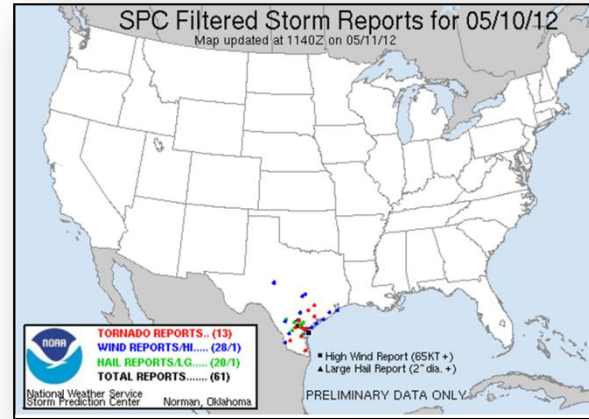 SPC Filtered Storm Reports for 05/10/12
Map updated at 1140Z on 05/11/12
TORNADO REPORTS.. (13)
WIND REPORTS/HI..... (28/1)
HAIL REPORTS/LG..... (20/1)
TOTAL REPORTS....... (61)
NOAA
National Weather Service
Storm Prediction Center Norman, Oklahoma
High Wind Report (65KT +)
Large Hail Report (2" dia. +)
PRELIMINARY DATA ONLY